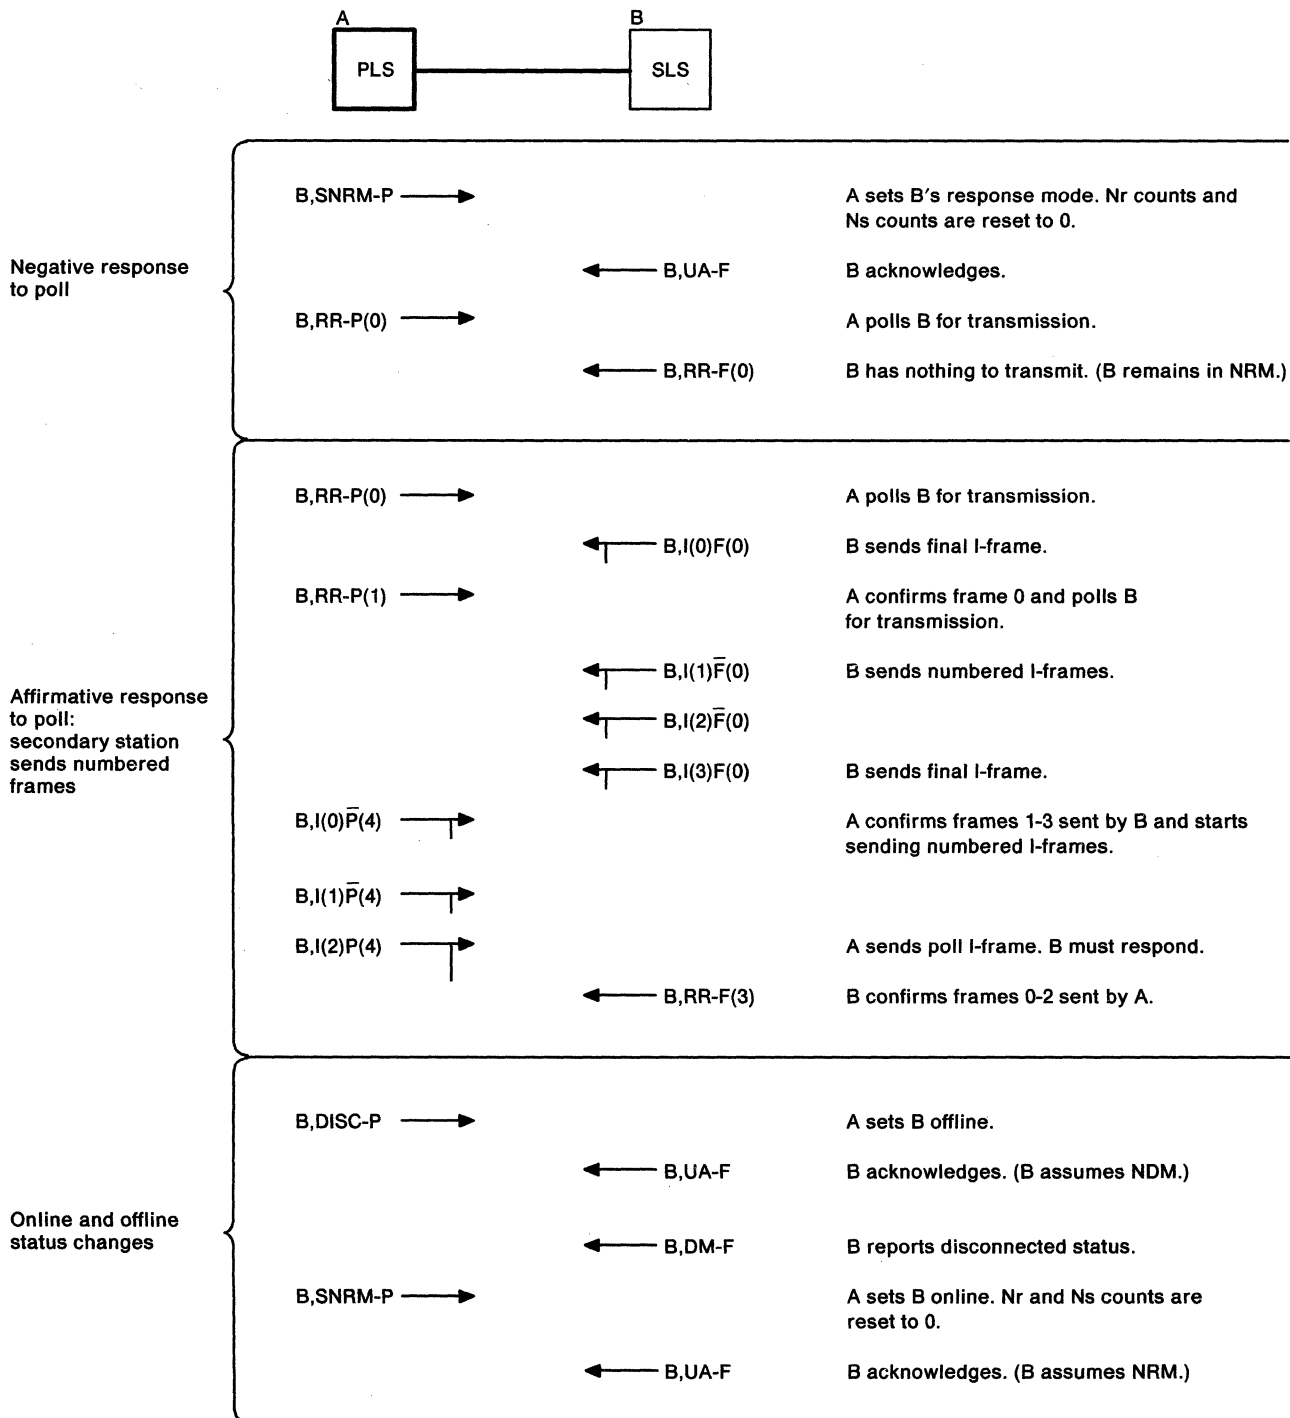 A
B
PLS
SLS
Negative response
to poll
B,SNRM-P
A sets B's response mode. Nr counts and
Ns counts are reset to 0.
B,UA-F
B acknowledges.
B,RR-P(0)
A polls B for transmission.
B,RR-F(0)
B has nothing to transmit. (B remains in NRM.)
Affirmative response
to poll:
secondary station
sends numbered
frames
B,RR-P(0)
A polls B for transmission.
B,I(0)F(0)
B sends final I-frame.
B,RR-P(1)
A confirms frame 0 and polls B
for transmission.
B,I(1)F̅(0)
B sends numbered I-frames.
B,I(2)F̅(0)
B,I(3)F(0)
B sends final I-frame.
B,I(0)P̅(4)
A confirms frames 1-3 sent by B and starts
sending numbered I-frames.
B,I(1)P̅(4)
B,I(2)P(4)
A sends poll I-frame. B must respond.
B,RR-F(3)
B confirms frames 0-2 sent by A.
Online and offline
status changes
B,DISC-P
A sets B offline.
B,UA-F
B acknowledges. (B assumes NDM.)
B,DM-F
B reports disconnected status.
B,SNRM-P
A sets B online. Nr and Ns counts are
reset to 0.
B,UA-F
B acknowledges. (B assumes NRM.)